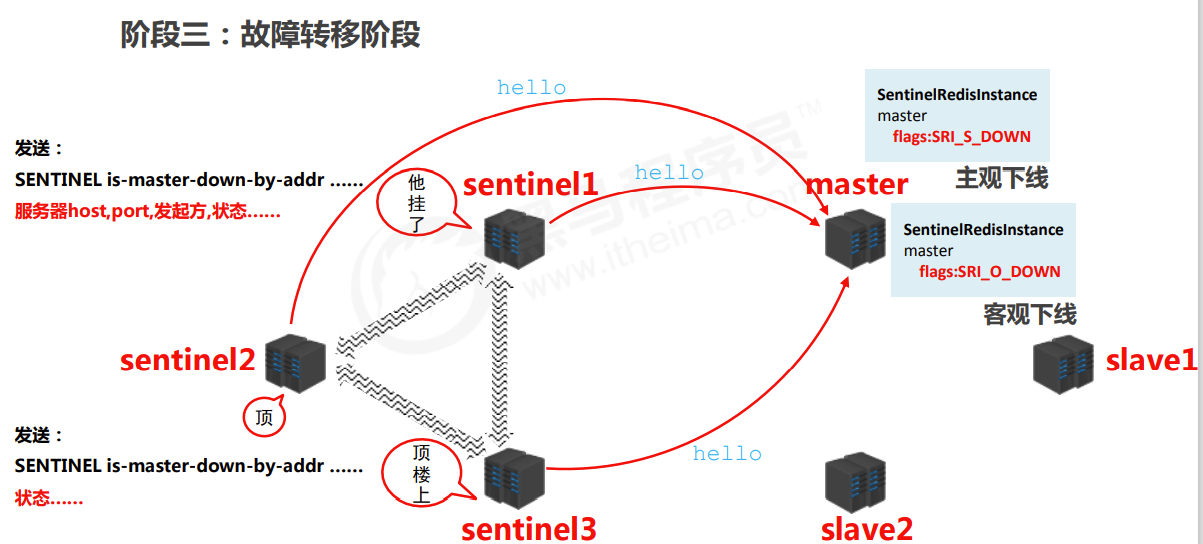 阶段三：故障转移阶段
hello
SentinelRedisInstance
master
flags:SRI_S_DOWN
主观下线
发送：
SENTINEL is-master-down-by-addr ……
服务器host,port,发起方,状态……
他
挂
了
sentinel1
hello
master
SentinelRedisInstance
master
flags:SRI_O_DOWN
客观下线
www.itheima.com
sentinel2
slave1
顶
发送：
SENTINEL is-master-down-by-addr ……
状态……
顶
楼
上
hello
sentinel3
slave2